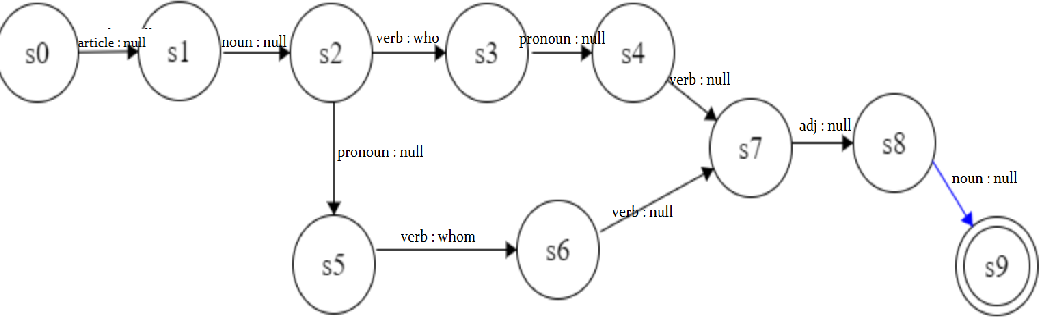 s0
article : null
s1
noun : null
s2
verb : who
s3
pronoun : null
s4
verb : null
s7
adj : null
s8
noun : null
s9
pronoun : null
s5
verb : whom
s6
verb : null